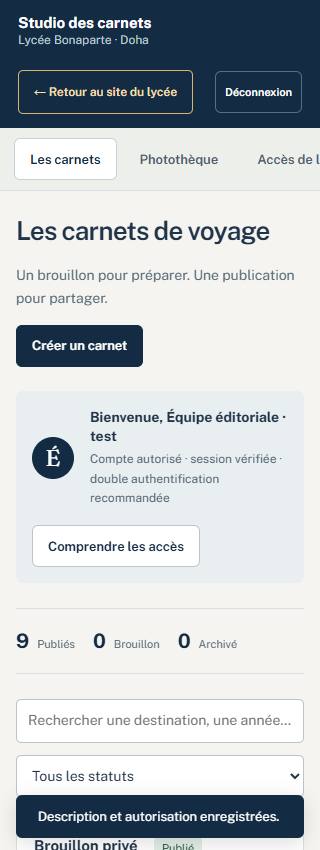 Studio des carnets
Lycée Bonaparte · Doha
← Retour au site du lycée
Déconnexion
Les carnets
Photothèque
Accès de l
Les carnets de voyage
Un brouillon pour préparer. Une publication
pour partager.
Créer un carnet
É
Bienvenue, Équipe éditoriale ·
test
Compte autorisé · session vérifiée ·
double authentification
recommandée
Comprendre les accès
9 Publiés 0 Brouillon 0 Archivé
Rechercher une destination, une année...
Tous les statuts
Description et autorisation enregistrées.
Brouillon privé
Publié